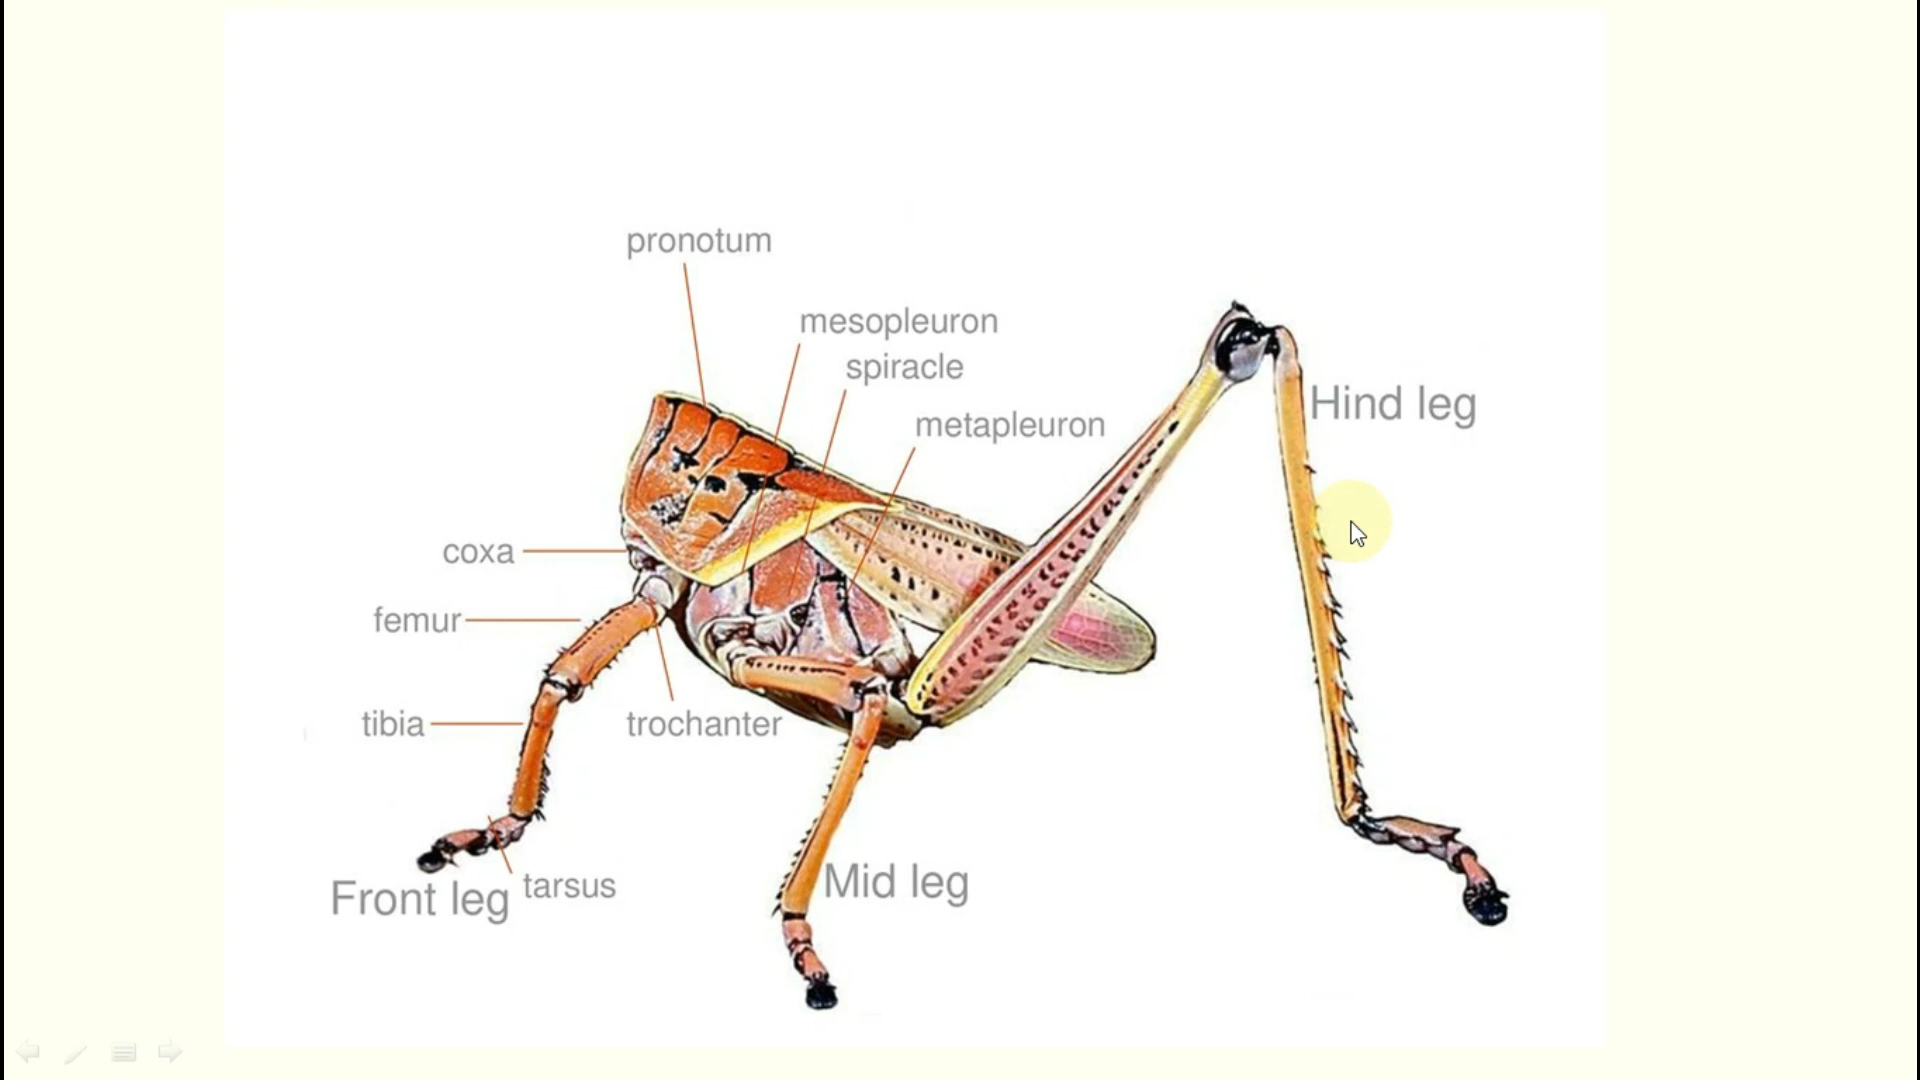 pronotum
mesopleuron
spiracle
metapleuron
Hind leg
coxa
femur
tibia
trochanter
Mid leg
tarsus
Front leg